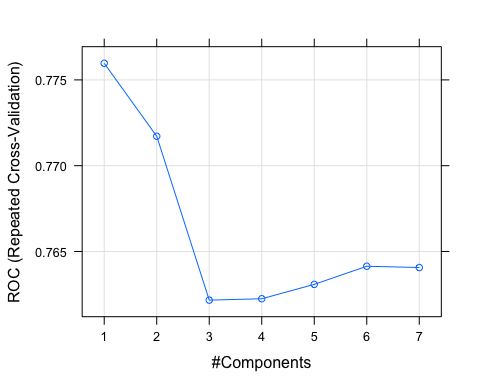 ROC (Repeated Cross-Validation)
0.775
0.770
0.765
1 2 3 4 5 6 7
#Components